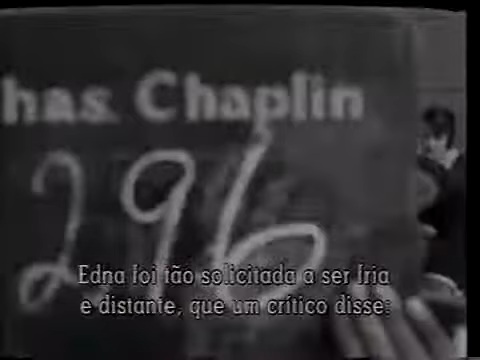 has. Chaplin
296
Edna foi tão solicitada a ser fria
e distante, que um crítico disse: